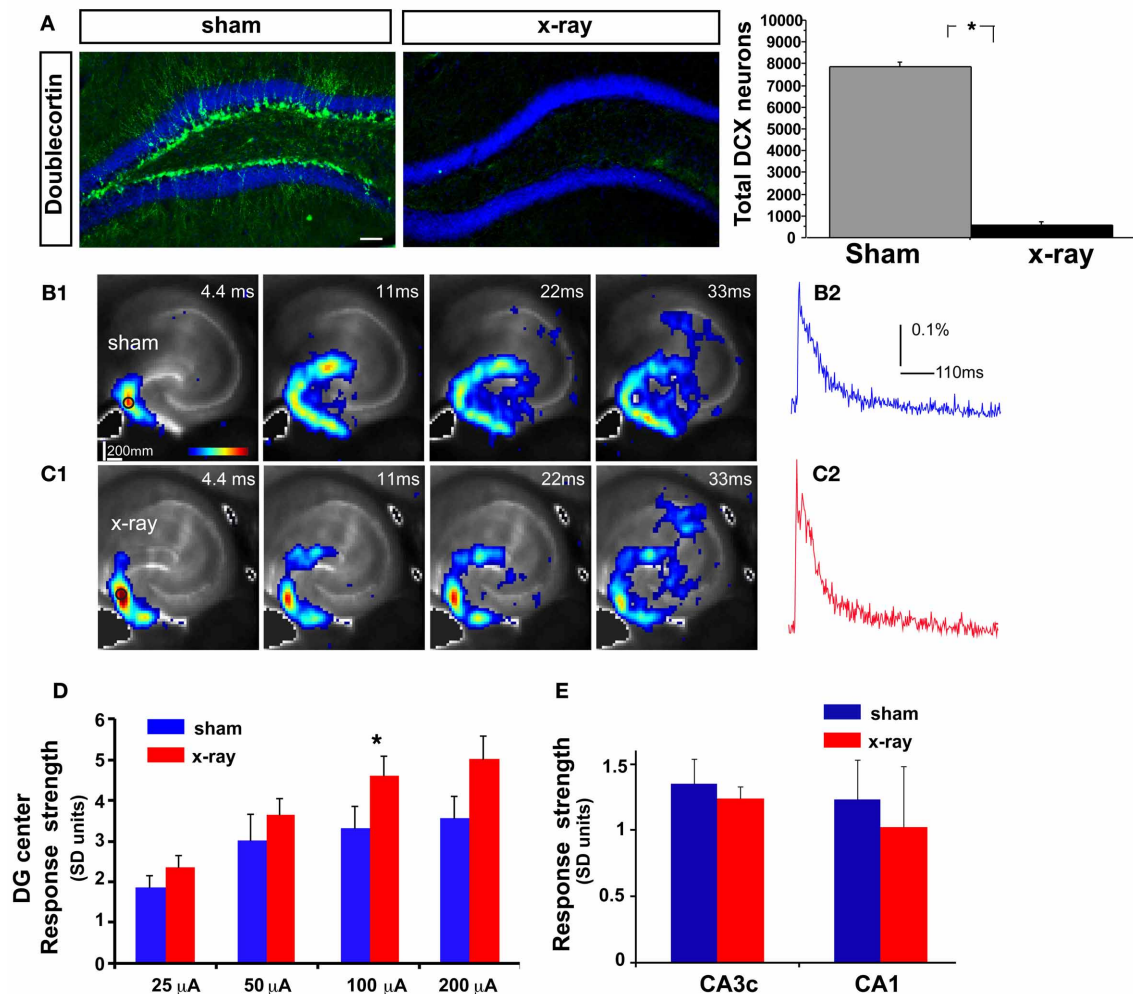 A
sham
x-ray
Doublecortin
Total DCX neurons
10000
9000
8000
7000
6000
5000
4000
3000
2000
1000
0
*
Sham
x-ray
B1
4.4 ms
11ms
22ms
33ms
sham
200mm
B2
0.1%
110ms
C1
4.4 ms
11ms
22ms
33ms
x-ray
C2
D
sham
x-ray
DG center
Response strength
(SD units)
6
5
4
3
2
1
0
*
25 µA
50 µA
100 µA
200 µA
E
sham
x-ray
Response strength
(SD units)
1.5
1
0.5
0
CA3c
CA1